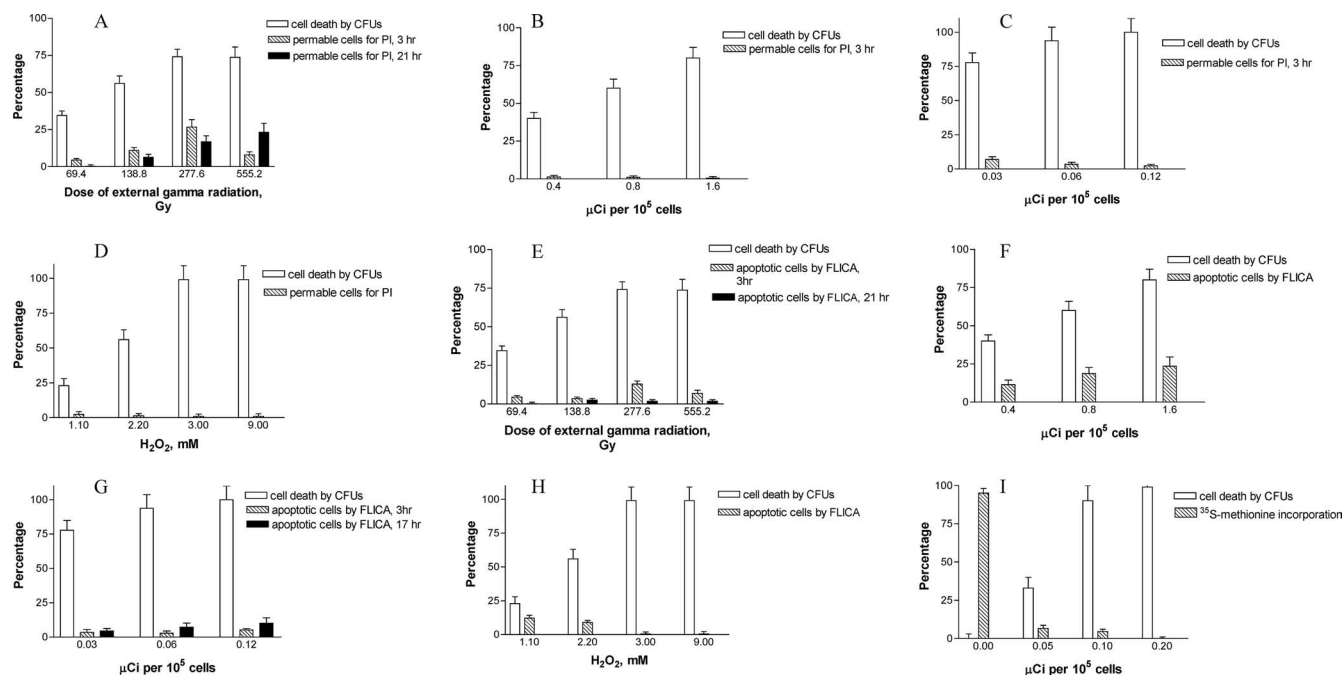 A
cell death by CFUs
permable cells for PI, 3 hr
permable cells for PI, 21 hr
Percentage
100
75
50
25
0
69.4 138.8 277.6 555.2
Dose of external gamma radiation,
Gy
B
cell death by CFUs
permable cells for PI, 3 hr
Percentage
100
75
50
25
0
0.4 0.8 1.6
μCi per 10⁵ cells
C
cell death by CFUs
permable cells for PI, 3 hr
Percentage
100
75
50
25
0
0.03 0.06 0.12
μCi per 10⁵ cells
D
cell death by CFUs
permable cells for PI
Percentage
100
75
50
25
0
1.10 2.20 3.00 9.00
H₂O₂, mM
E
cell death by CFUs
apoptotic cells by FLICA,
3hr
apoptotic cells by FLICA, 21 hr
Percentage
100
75
50
25
0
69.4 138.8 277.6 555.2
Dose of external gamma radiation,
Gy
F
cell death by CFUs
apoptotic cells by FLICA
Percentage
100
75
50
25
0
0.4 0.8 1.6
μCi per 10⁵ cells
G
cell death by CFUs
apoptotic cells by FLICA, 3hr
apoptotic cells by FLICA, 17 hr
Percentage
100
75
50
25
0
0.03 0.06 0.12
μCi per 10⁵ cells
H
cell death by CFUs
apoptotic cells by FLICA
Percentage
100
75
50
25
0
1.10 2.20 3.00 9.00
H₂O₂, mM
I
cell death by CFUs
³⁵S-methionine incorporation
Percentage
100
75
50
25
0
0.00 0.05 0.10 0.20
μCi per 10⁵ cells